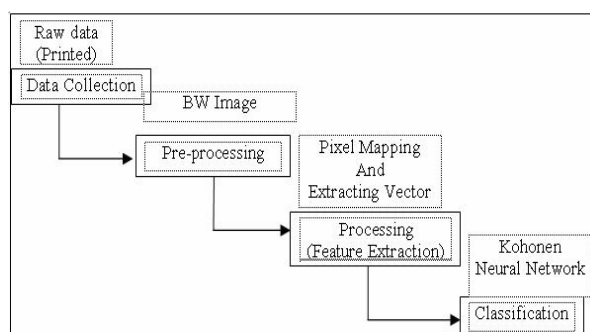 Raw data
(Printed)
Data Collection
BW Image
Pre-processing
Pixel Mapping
And
Extracting Vector
Processing
(Feature Extraction)
Kohonen
Neural Network
Classification